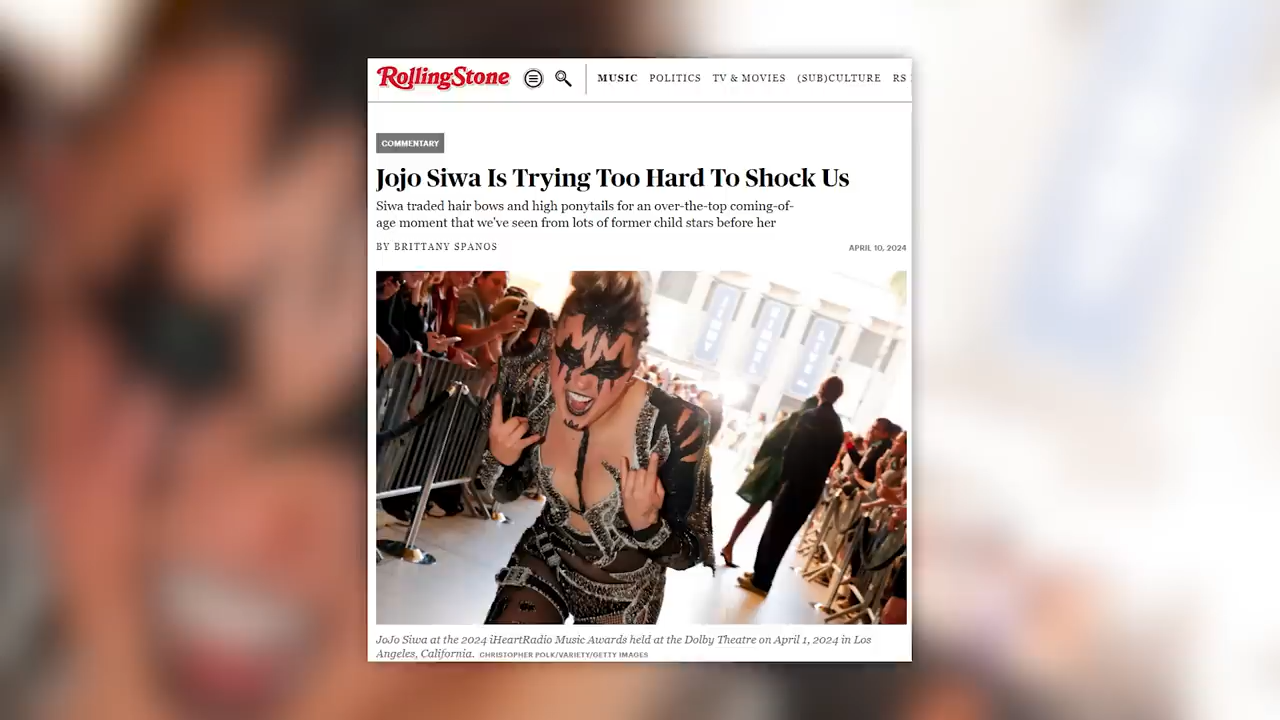 RollingStone
MUSIC POLITICS TV & MOVIES (SUB)CULTURE RS
COMMENTARY
Jojo Siwa Is Trying Too Hard To Shock Us
Siwa traded hair bows and high ponytails for an over-the-top coming-of-
age moment that we've seen from lots of former child stars before her
BY BRITTANY SPANOS
APRIL 10, 2024
JIMMY
KIMMEL
LIVE
JoJo Siwa at the 2024 iHeartRadio Music Awards held at the Dolby Theatre on April 1, 2024 in Los
Angeles, California. CHRISTOPHER POLK/VARIETY/GETTY IMAGES